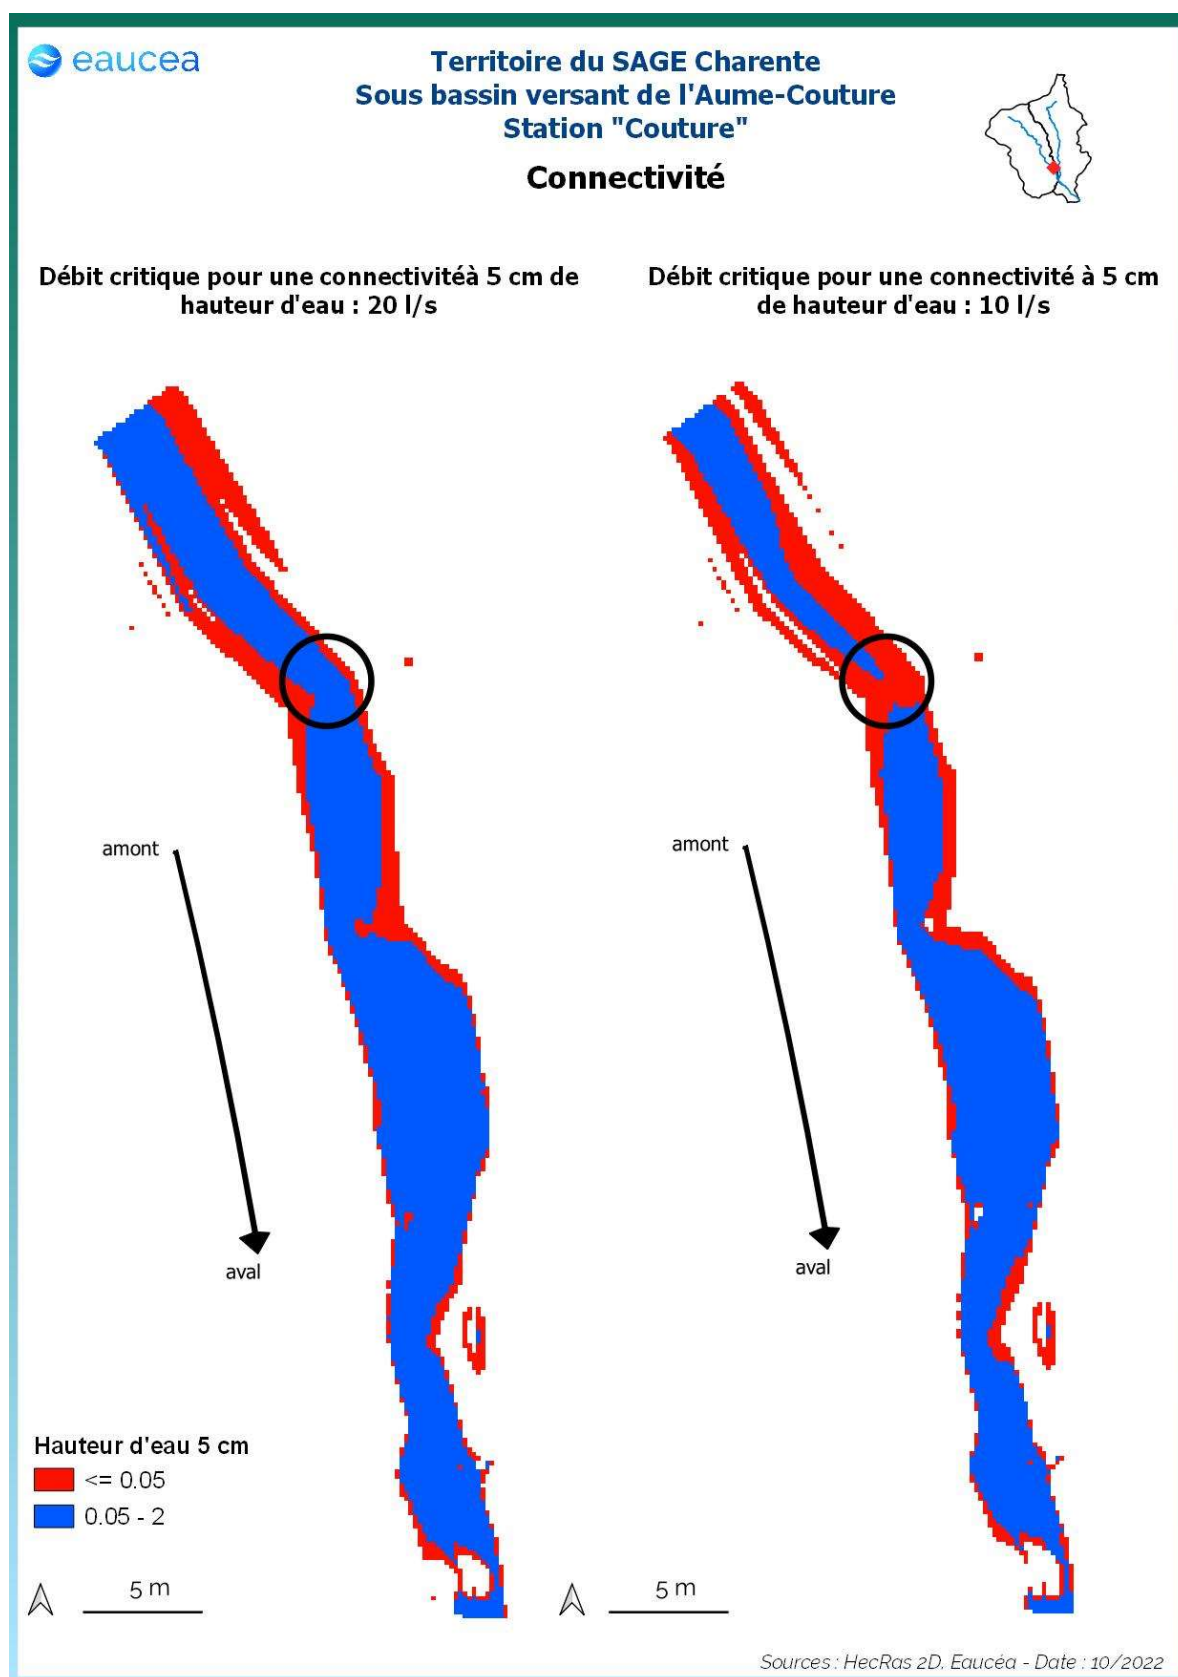 eaucea
Territoire du SAGE Charente
Sous bassin versant de l'Aume-Couture
Station "Couture"
Connectivité
Débit critique pour une connectivitéà 5 cm de
hauteur d'eau : 20 l/s
Débit critique pour une connectivité à 5 cm
de hauteur d'eau : 10 l/s
amont
aval
amont
aval
Hauteur d'eau 5 cm
<= 0.05
0.05 - 2
5 m
5 m
Sources : HecRas 2D, Eaucéa - Date : 10/2022